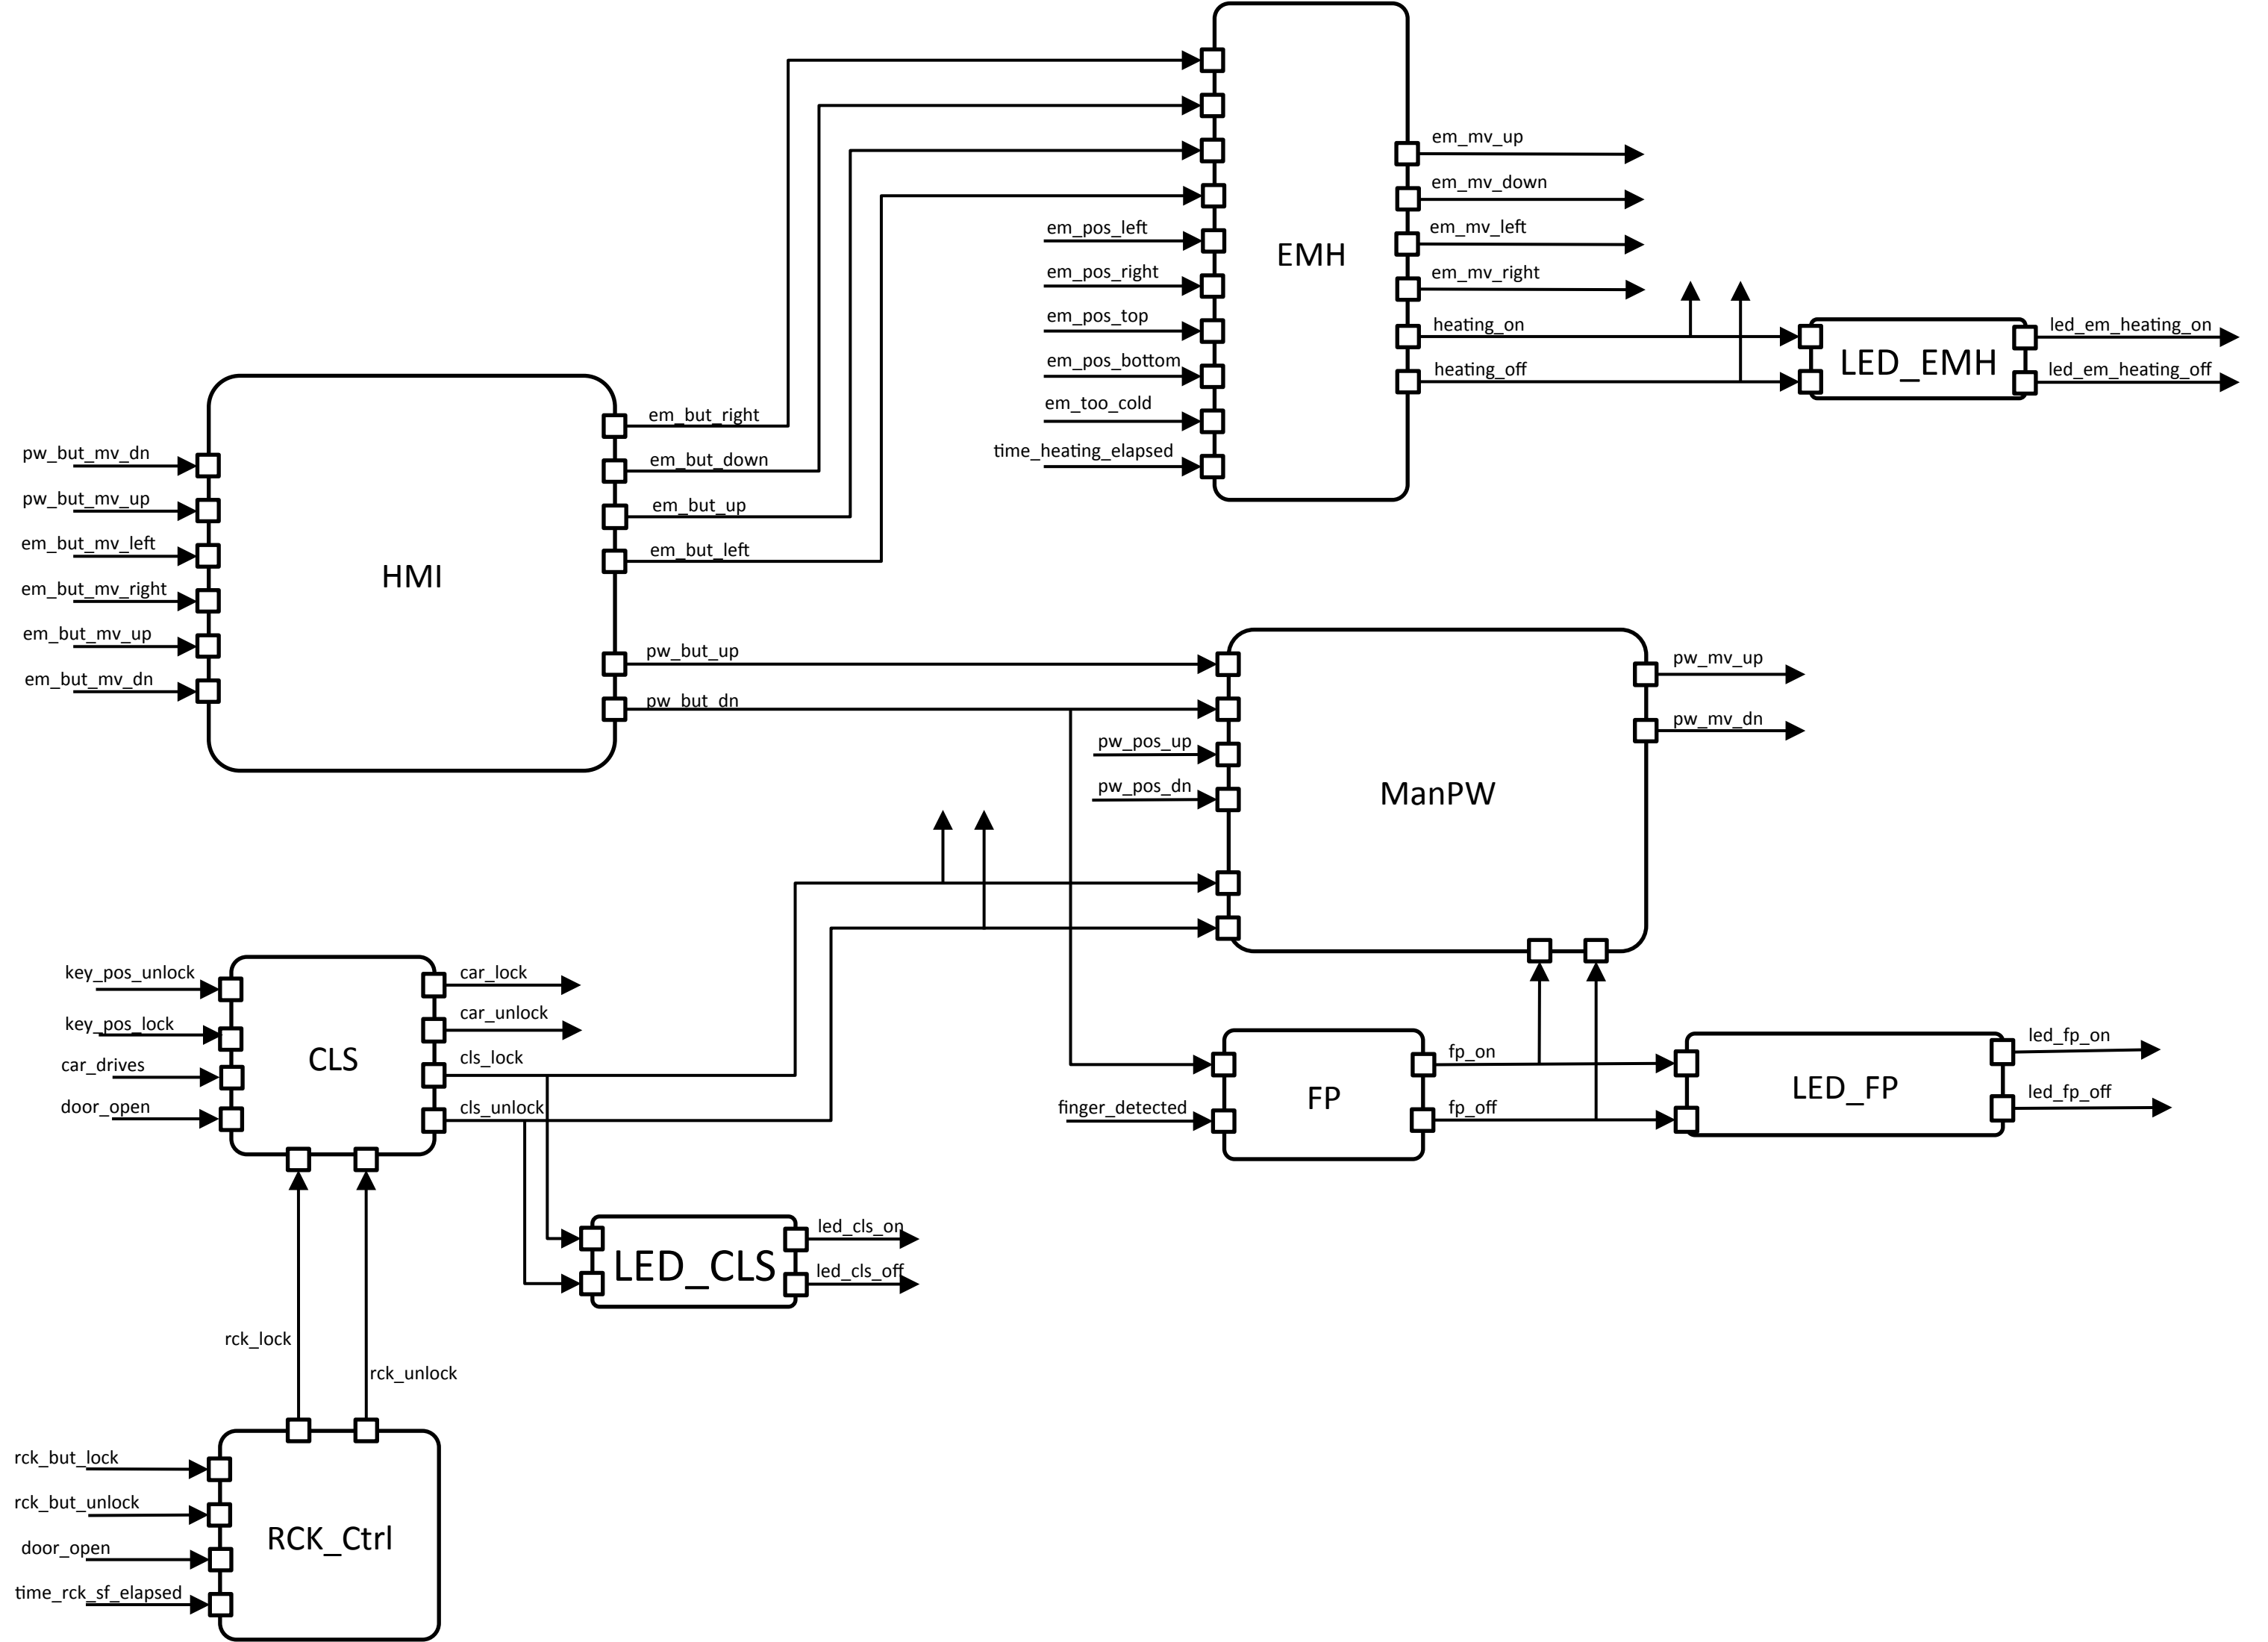 em_mv_up
em_mv_down
em_pos_left
em_mv_left
EMH
em_pos_right
em_mv_right
em_pos_top
heating_on
led_em_heating_on
em_pos_bottom
heating_off
LED_EMH
led_em_heating_off
em_too_cold
em_but_right
time_heating_elapsed
pw_but_mv_dn
em_but_down
pw_but_mv_up
em_but_up
em_but_mv_left
em_but_left
HMI
em_but_mv_right
em_but_mv_up
pw_but_up
pw_mv_up
em_but_mv_dn
pw_but_dn
pw_mv_dn
pw_pos_up
pw_pos_dn
ManPW
key_pos_unlock
car_lock
key_pos_lock
car_unlock
cls_lock
CLS
car_drives
door_open
cls_unlock
fp_on
led_fp_on
finger_detected
FP
fp_off
LED_FP
led_fp_off
led_cls_on
LED_CLS
led_cls_off
rck_lock
rck_unlock
rck_but_lock
rck_but_unlock
RCK_Ctrl
door_open
time_rck_sf_elapsed